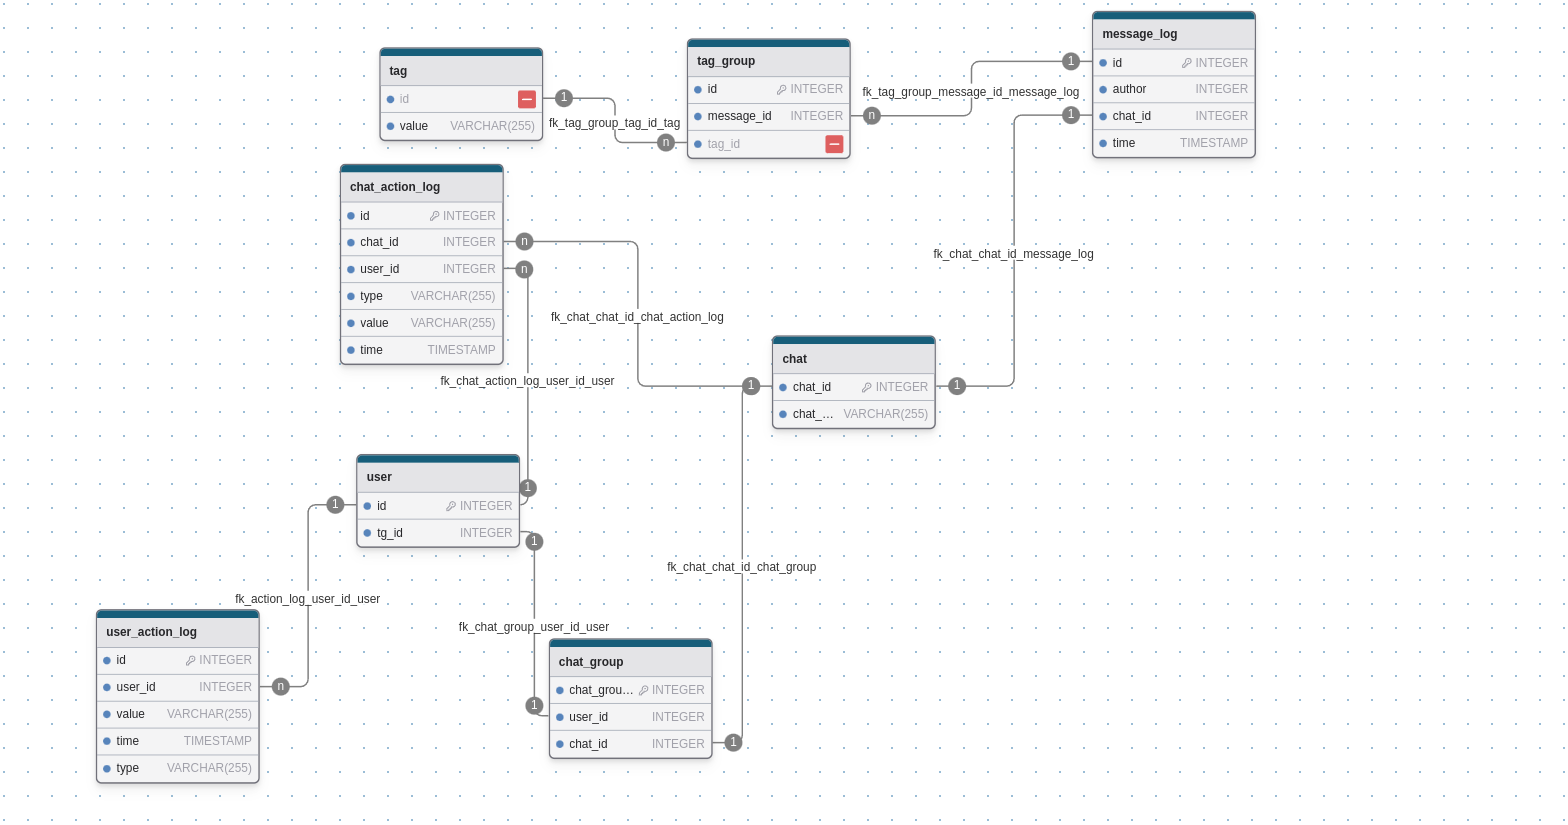 tag
id
value VARCHAR(255)
1
fk_tag_group_tag_id_tag
n
tag_group
id INTEGER
message_id INTEGER
tag_id
n
fk_tag_group_message_id_message_log
1
message_log
id INTEGER
author INTEGER
chat_id INTEGER
time TIMESTAMP
1
fk_chat_chat_id_message_log
1
chat_action_log
id INTEGER
chat_id INTEGER
user_id INTEGER
type VARCHAR(255)
value VARCHAR(255)
time TIMESTAMP
n
n
fk_chat_chat_id_chat_action_log
1
fk_chat_action_log_user_id_user
1
chat
chat_id INTEGER
chat_... VARCHAR(255)
user
id INTEGER
tg_id INTEGER
1
1
fk_action_log_user_id_user
n
fk_chat_group_user_id_user
1
fk_chat_chat_id_chat_group
1
user_action_log
id INTEGER
user_id INTEGER
value VARCHAR(255)
time TIMESTAMP
type VARCHAR(255)
chat_group
chat_grou... INTEGER
user_id INTEGER
chat_id INTEGER